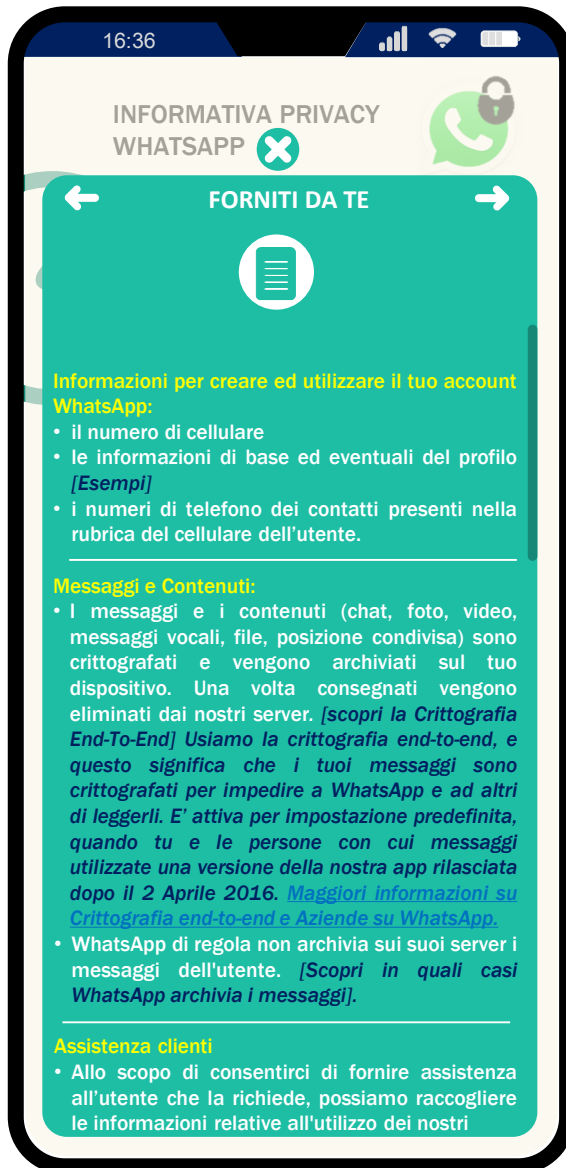 16:36
INFORMATIVA PRIVACY
WHATSAPP
FORNITI DA TE
Informazioni per creare ed utilizzare il tuo account
WhatsApp:
• il numero di cellulare
• le informazioni di base ed eventuali del profilo
[Esempi]
• i numeri di telefono dei contatti presenti nella
rubrica del cellulare dell’utente.
Messaggi e Contenuti:
• I messaggi e i contenuti (chat, foto, video,
messaggi vocali, file, posizione condivisa) sono
crittografati e vengono archiviati sul tuo
dispositivo. Una volta consegnati vengono
eliminati dai nostri server. [scopri la Crittografia
End-To-End] Usiamo la crittografia end-to-end, e
questo significa che i tuoi messaggi sono
crittografati per impedire a WhatsApp e ad altri
di leggerli. E’ attiva per impostazione predefinita,
quando tu e le persone con cui messaggi
utilizzate una versione della nostra app rilasciata
dopo il 2 Aprile 2016. Maggiori informazioni su
Crittografia end-to-end e Aziende su WhatsApp.
• WhatsApp di regola non archivia sui suoi server i
messaggi dell'utente. [Scopri in quali casi
WhatsApp archivia i messaggi].
Assistenza clienti
• Allo scopo di consentirci di fornire assistenza
all’utente che la richiede, possiamo raccogliere
le informazioni relative all'utilizzo dei nostri